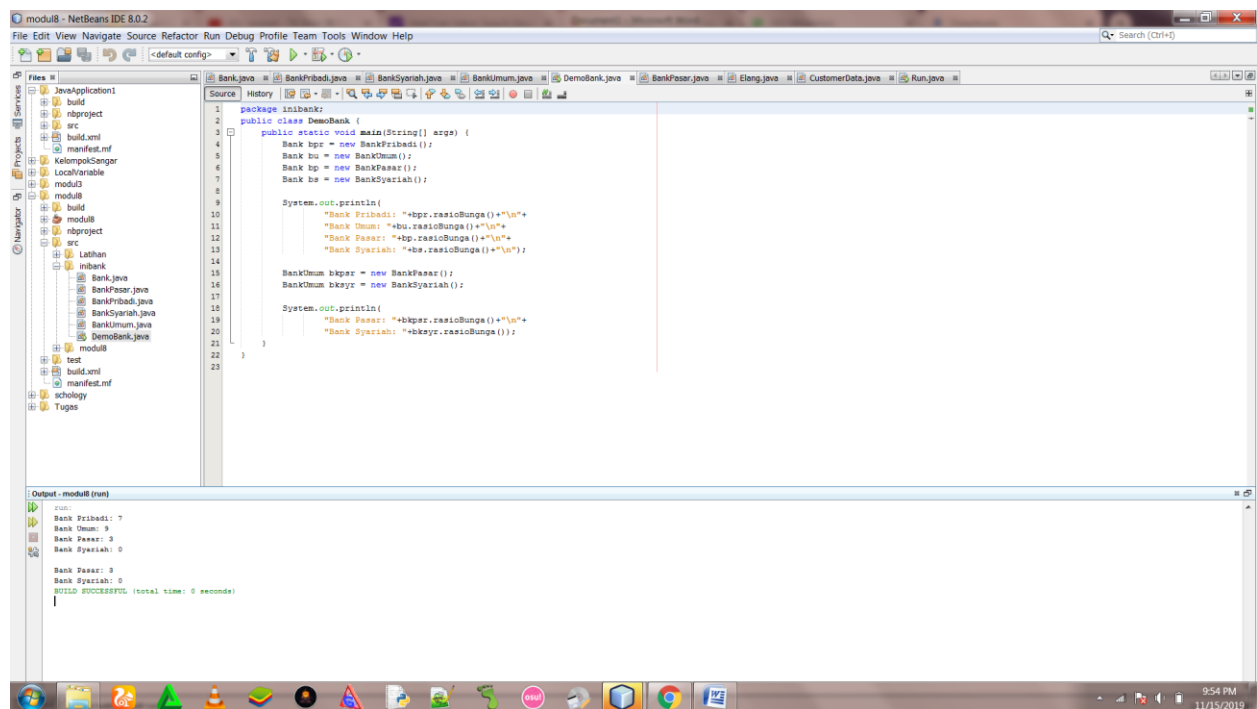 modul8 - NetBeans IDE 8.0.2
File Edit View Navigate Source Refactor Run Debug Profile Team Tools Window Help
Search (Ctrl+I)
<default config>
Files
Bank.java BankPribadi.java BankSyariah.java BankUmum.java DemoBank.java BankPasar.java Elang.java CustomerData.java Run.java
Source History
Services
Projects
Navigator
JavaApplication1
build
nbproject
src
build.xml
manifest.mf
KelompokSangar
LocalVariable
modul3
modul8
build
modul8
nbproject
src
Latihan
inibank
Bank.java
BankPasar.java
BankPribadi.java
BankSyariah.java
BankUmum.java
DemoBank.java
modul8
test
build.xml
manifest.mf
schology
Tugas
1 package inibank;
2 public class DemoBank {
3 public static void main(String[] args) {
4 Bank bpr = new BankPribadi();
5 Bank bu = new BankUmum();
6 Bank bp = new BankPasar();
7 Bank bs = new BankSyariah();
8
9 System.out.println(
10 "Bank Pribadi: "+bpr.rasioBunga()+"\n"+
11 "Bank Umum: "+bu.rasioBunga()+"\n"+
12 "Bank Pasar: "+bp.rasioBunga()+"\n"+
13 "Bank Syariah: "+bs.rasioBunga()+"\n");
14
15 BankUmum bkpsr = new BankPasar();
16 BankUmum bksyr = new BankSyariah();
17
18 System.out.println(
19 "Bank Pasar: "+bkpsr.rasioBunga()+"\n"+
20 "Bank Syariah: "+bksyr.rasioBunga());
21 }
22 }
23
Output - modul8 (run)
run:
Bank Pribadi: 7
Bank Umum: 9
Bank Pasar: 3
Bank Syariah: 0
Bank Pasar: 3
Bank Syariah: 0
BUILD SUCCESSFUL (total time: 0 seconds)
osu!
9:54 PM
11/15/2019